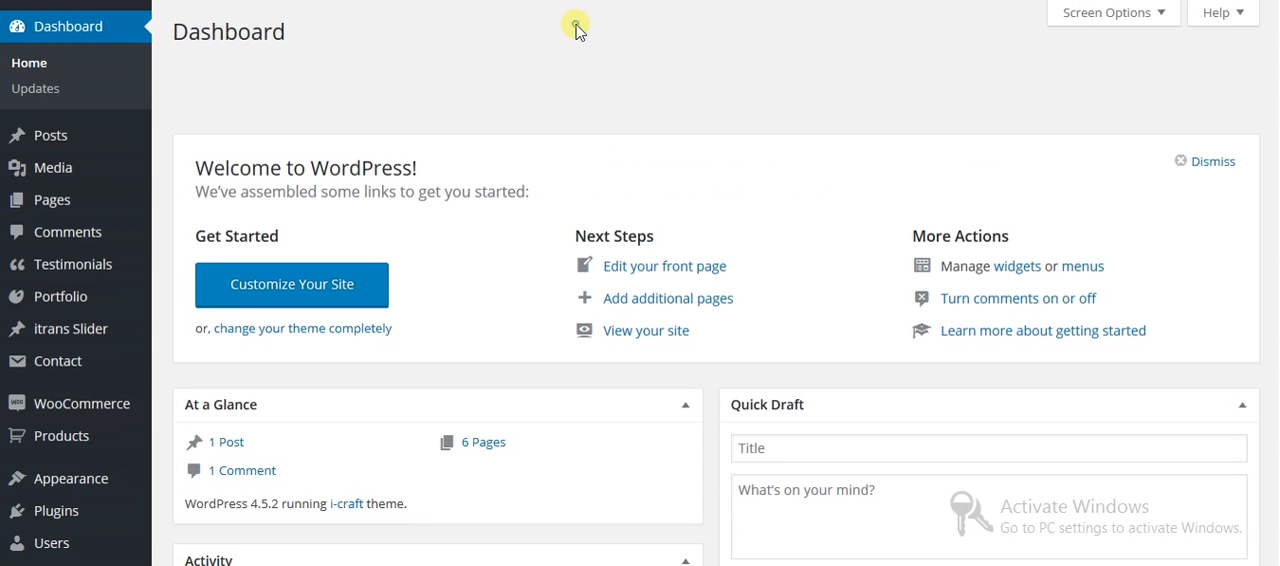 Dashboard
Home
Updates
Posts
Media
Pages
Comments
Testimonials
Portfolio
itrans Slider
Contact
WooCommerce
Products
Appearance
Plugins
Users
Dashboard
Screen Options
Help
Welcome to WordPress!
We've assembled some links to get you started:
Dismiss
Get Started
Customize Your Site
or, change your theme completely
Next Steps
Edit your front page
Add additional pages
View your site
More Actions
Manage widgets or menus
Turn comments on or off
Learn more about getting started
At a Glance
1 Post
6 Pages
1 Comment
WordPress 4.5.2 running i-craft theme.
Activity
Quick Draft
Title
What's on your mind?
Activate Windows
Go to PC settings to activate Windows.